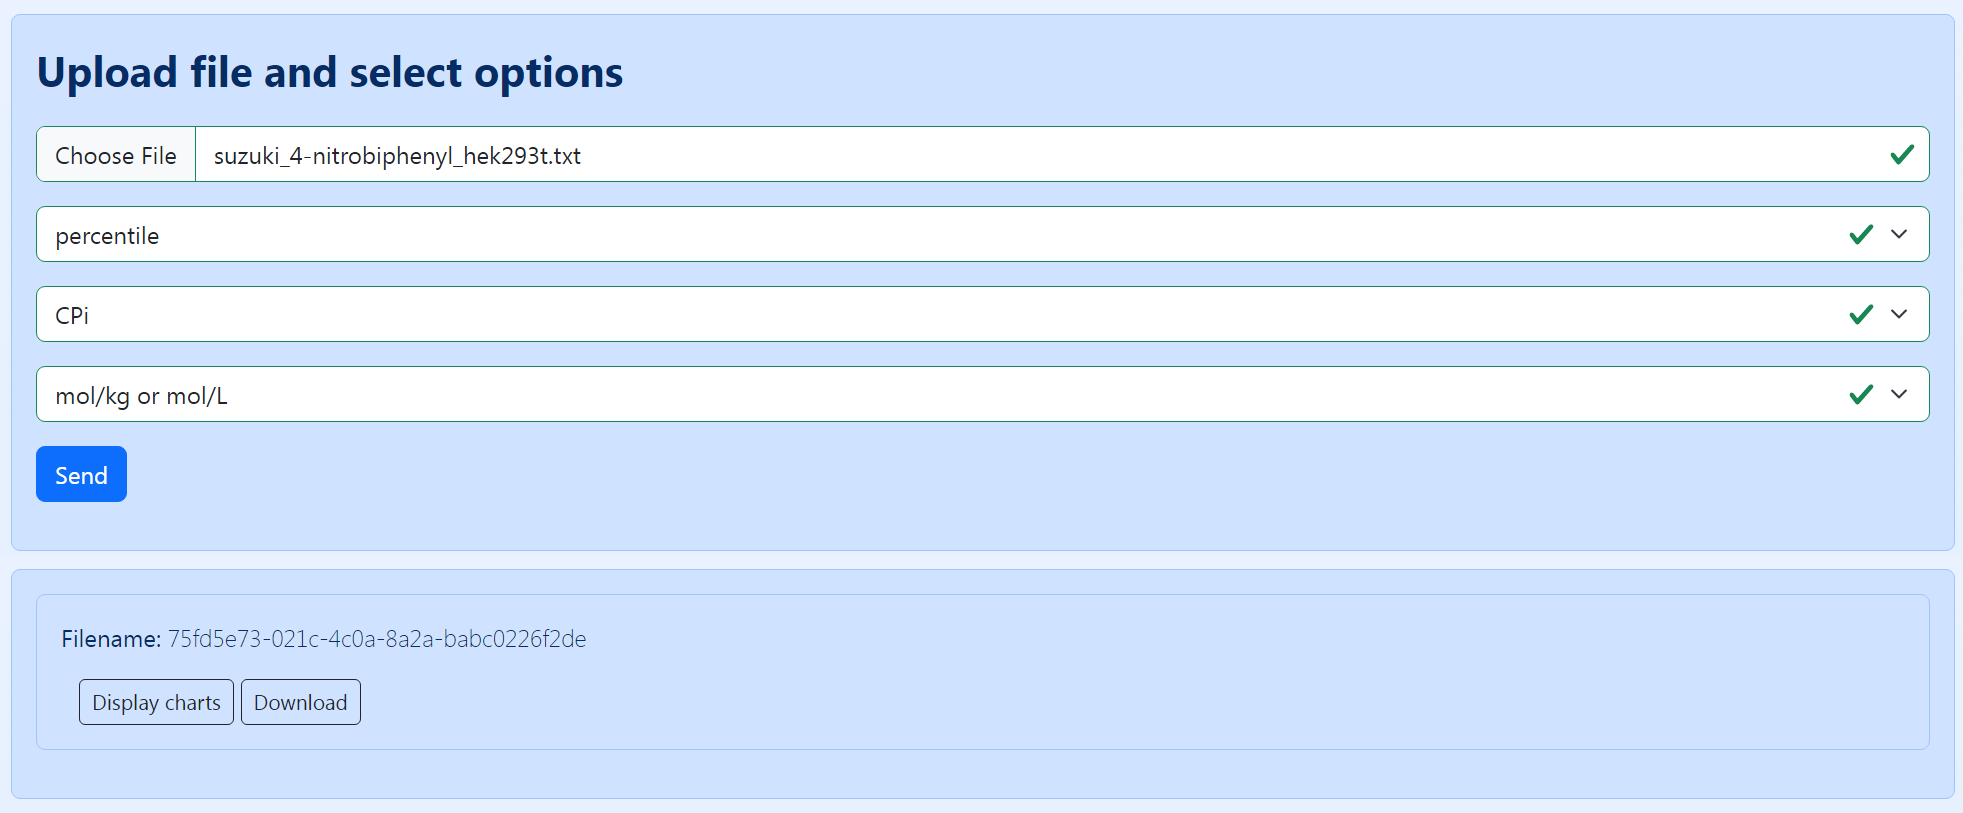 Upload file and select options
Choose File suzuki_4-nitrobiphenyl_hek293t.txt
percentile
CPi
mol/kg or mol/L
Send
Filename: 75fd5e73-021c-4c0a-8a2a-babc0226f2de
Display charts Download